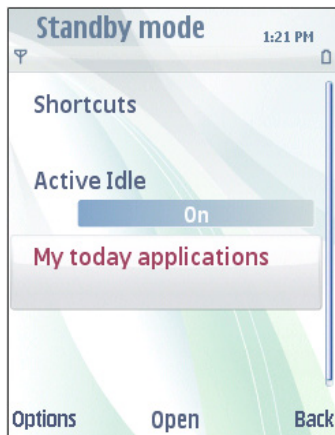 Standby mode
1:21 PM
Shortcuts
Active Idle
On
My today applications
Options Open Back